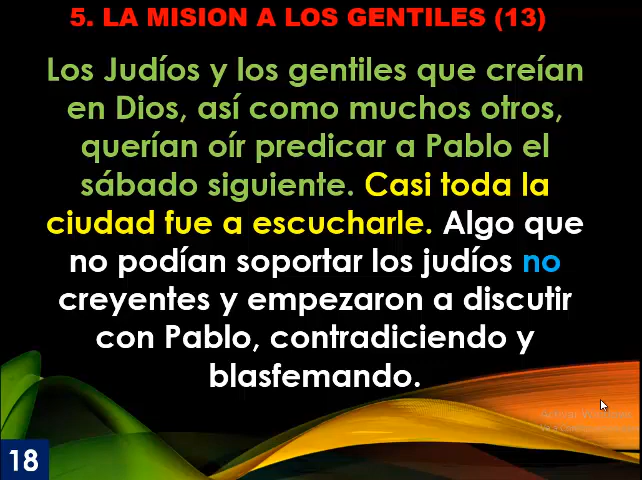 5. LA MISION A LOS GENTILES (13)
Los Judíos y los gentiles que creían
en Dios, así como muchos otros,
querían oír predicar a Pablo el
sábado siguiente. Casi toda la
ciudad fue a escucharle. Algo que
no podían soportar los judíos no
creyentes y empezaron a discutir
con Pablo, contradiciendo y
blasfemando.
18